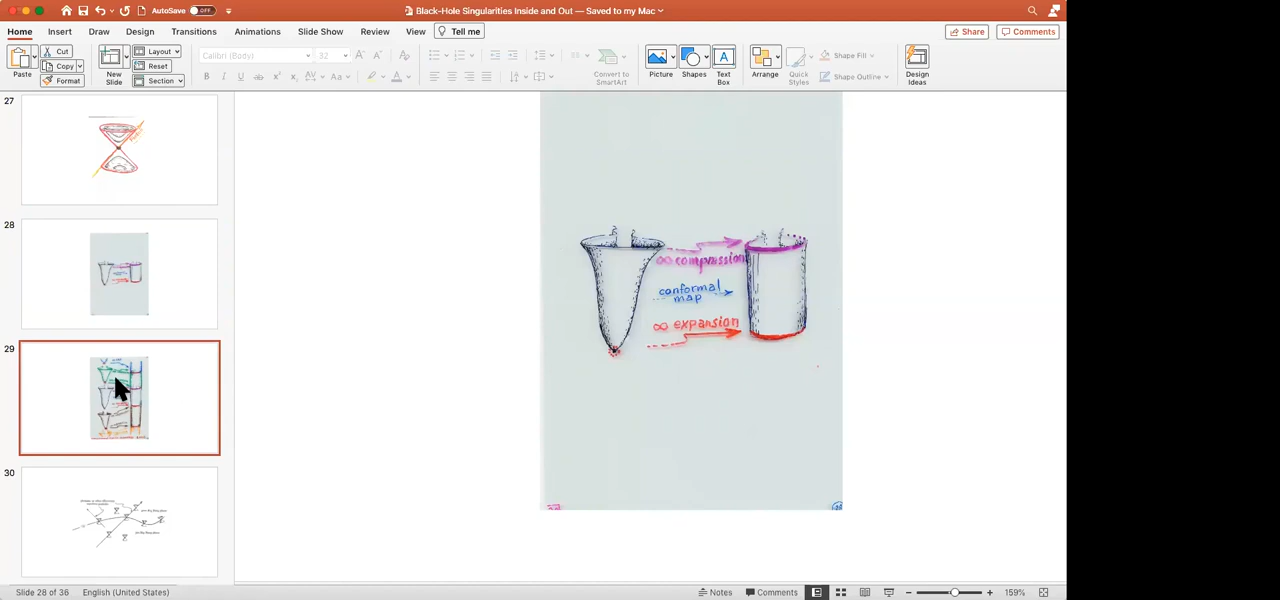 AutoSave OFF
Black-Hole Singularities Inside and Out — Saved to my Mac
Home Insert Draw Design Transitions Animations Slide Show Review View Tell me Share Comments
Paste
Cut
Copy
Format
New Slide
Layout
Reset
Section
Calibri (Body) 32
Convert to SmartArt
Picture
Shapes
Text Box
Arrange
Quick Styles
Shape Fill
Shape Outline
Design Ideas
27
28
29
30
∞ compression
conformal map
∞ expansion
Slide 28 of 36 English (United States) Notes Comments 159%